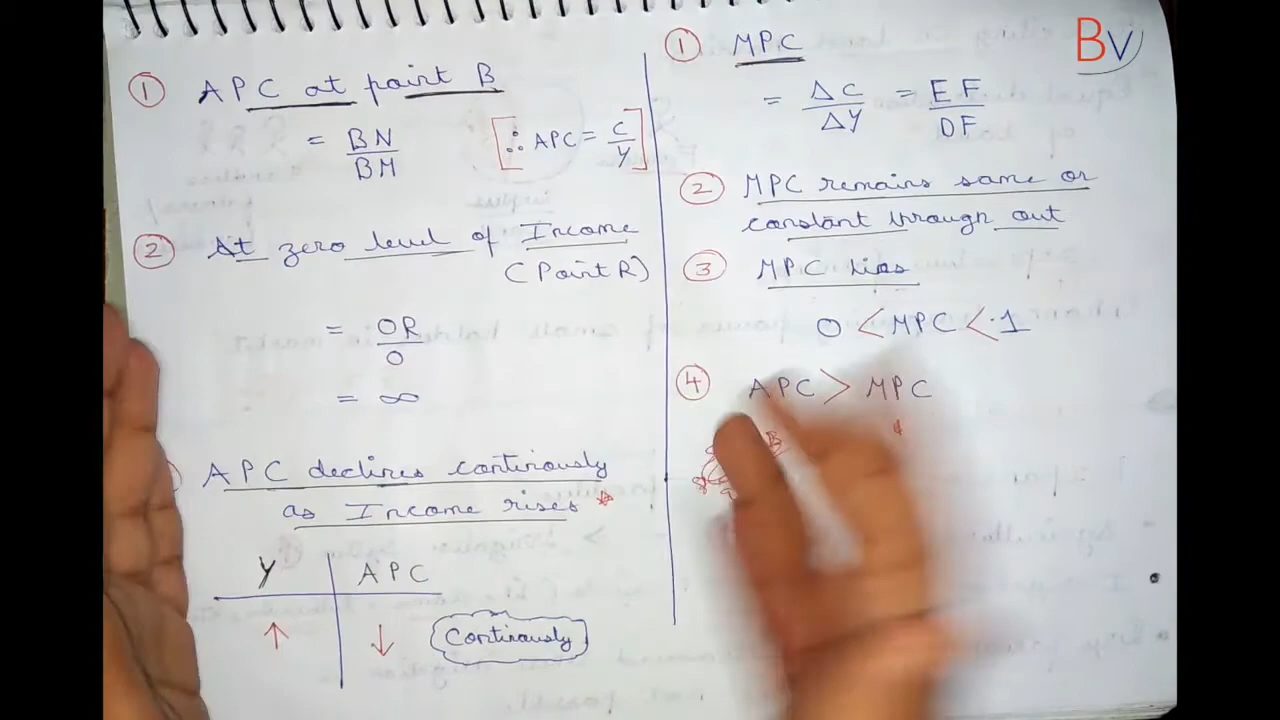 BV
① APC at point B
= BN/BM [∴ APC = C/Y]
② At zero level of Income
(Point R)
= OR/0
= ∞
APC declines continously
as Income rises *
Y | APC
↑ | ↓ Continously
① MPC
= ΔC/ΔY = EF/DF
② MPC remains same or
constant through out
③ MPC lies
0 < MPC < 1
④ APC > MPC